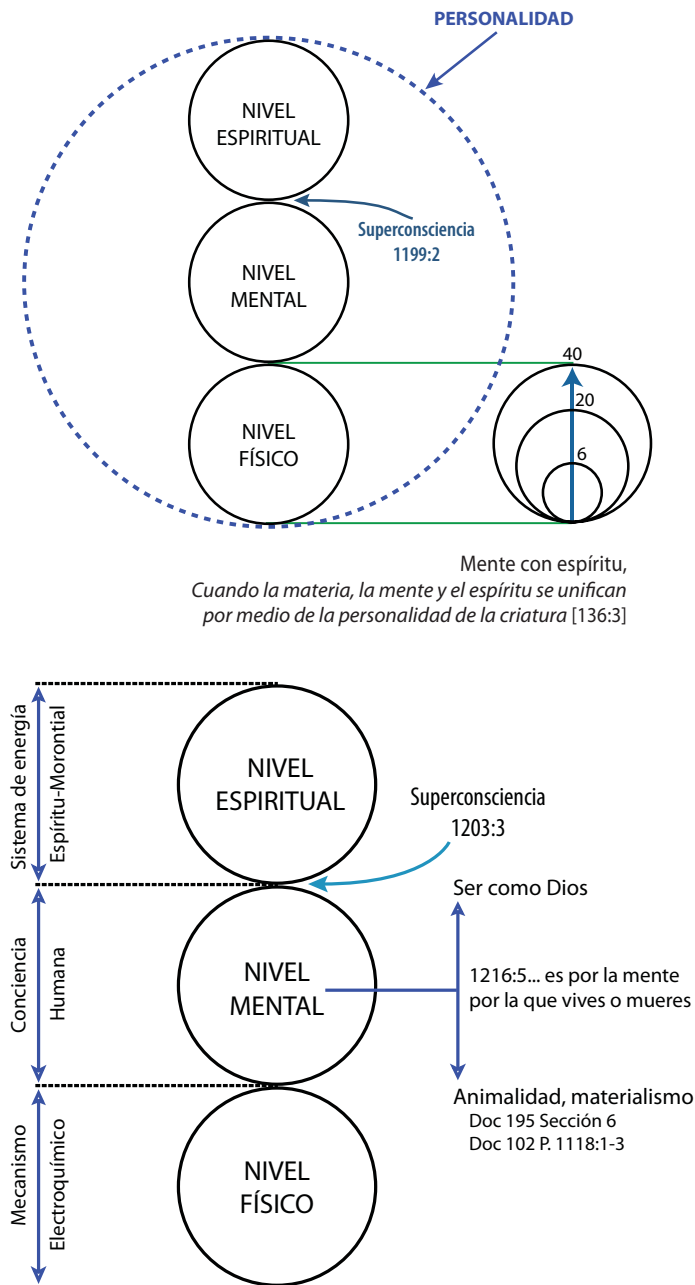 PERSONALIDAD
NIVEL
ESPIRITUAL
Superconsciencia
1199:2
NIVEL
MENTAL
40
20
6
NIVEL
FÍSICO
Mente con espíritu,
Cuando la materia, la mente y el espíritu se unifican
por medio de la personalidad de la criatura [136:3]
Sistema de energía
Espíritu-Morontial
NIVEL
ESPIRITUAL
Superconsciencia
1203:3
Ser como Dios
Conciencia
Humana
NIVEL
MENTAL
1216:5... es por la mente
por la que vives o mueres
Animalidad, materialismo
Doc 195 Sección 6
Doc 102 P. 1118:1-3
Mecanismo
Electroquímico
NIVEL
FÍSICO